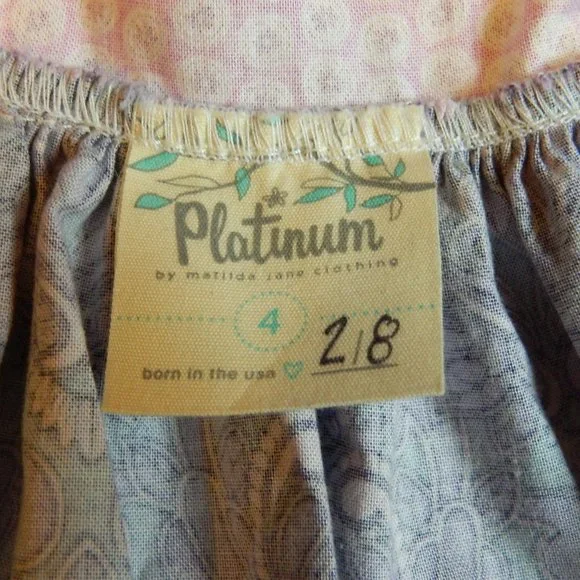 Platinum
by matilda jane clothing
4
born in the usa 2/8